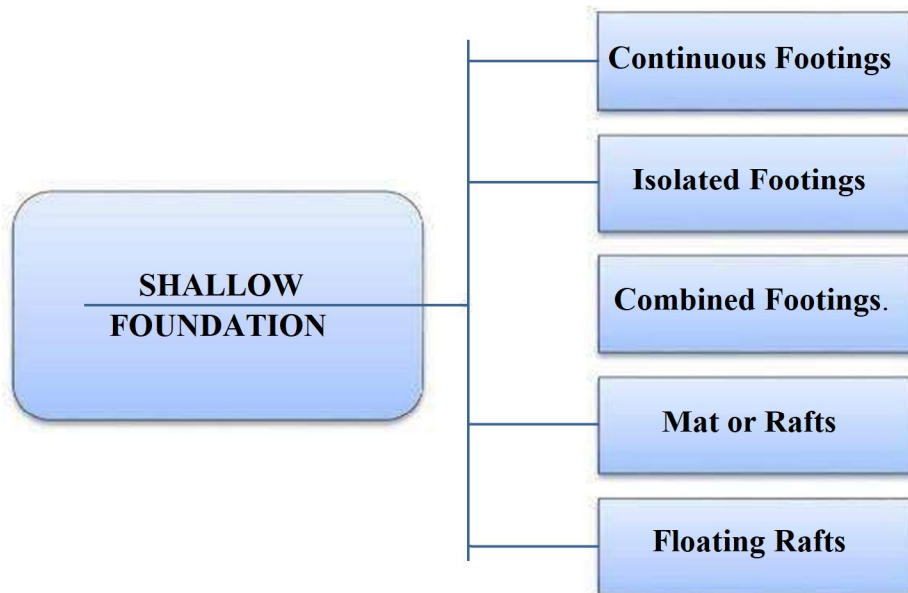 SHALLOW
FOUNDATION
Continuous Footings
Isolated Footings
Combined Footings.
Mat or Rafts
Floating Rafts